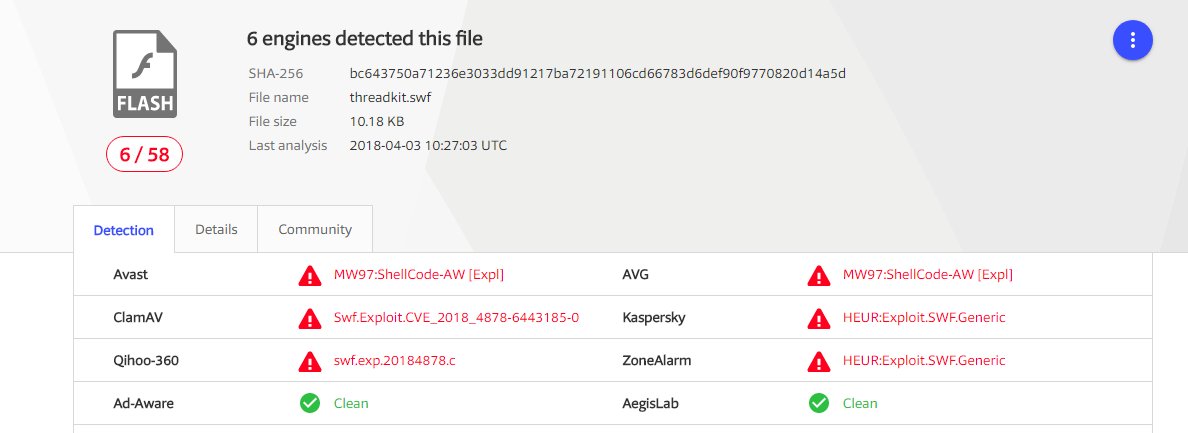 6 engines detected this file
SHA-256 bc643750a71236e3033dd91217ba72191106cd66783d6def90f9770820d14a5d
File name threadkit.swf
File size 10.18 KB
Last analysis 2018-04-03 10:27:03 UTC
FLASH
6 / 58
Detection Details Community
Avast MW97:ShellCode-AW [Expl] AVG MW97:ShellCode-AW [Expl]
ClamAV Swf.Exploit.CVE_2018_4878-6443185-0 Kaspersky HEUR:Exploit.SWF.Generic
Qihoo-360 swf.exp.20184878.c ZoneAlarm HEUR:Exploit.SWF.Generic
Ad-Aware Clean AegisLab Clean